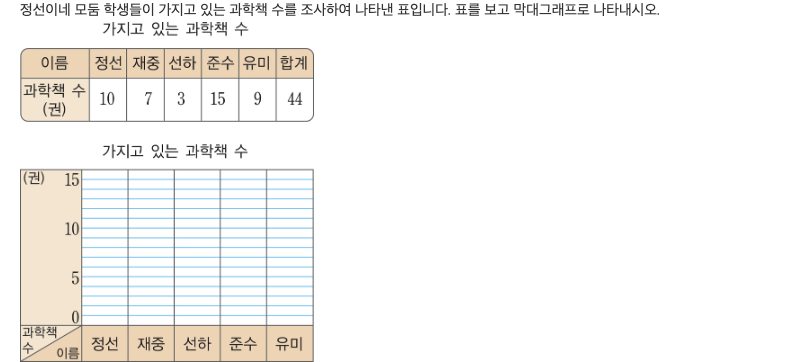 정선이네 모둠 학생들이 가지고 있는 과학책 수를 조사하여 나타낸 표입니다. 표를 보고 막대그래프로 나타내시오.
가지고 있는 과학책 수
이름 정선 재중 선하 준수 유미 합계
과학책 수
(권) 10 7 3 15 9 44
가지고 있는 과학책 수
(권) 15
10
5
0
과학책
수 이름 정선 재중 선하 준수 유미